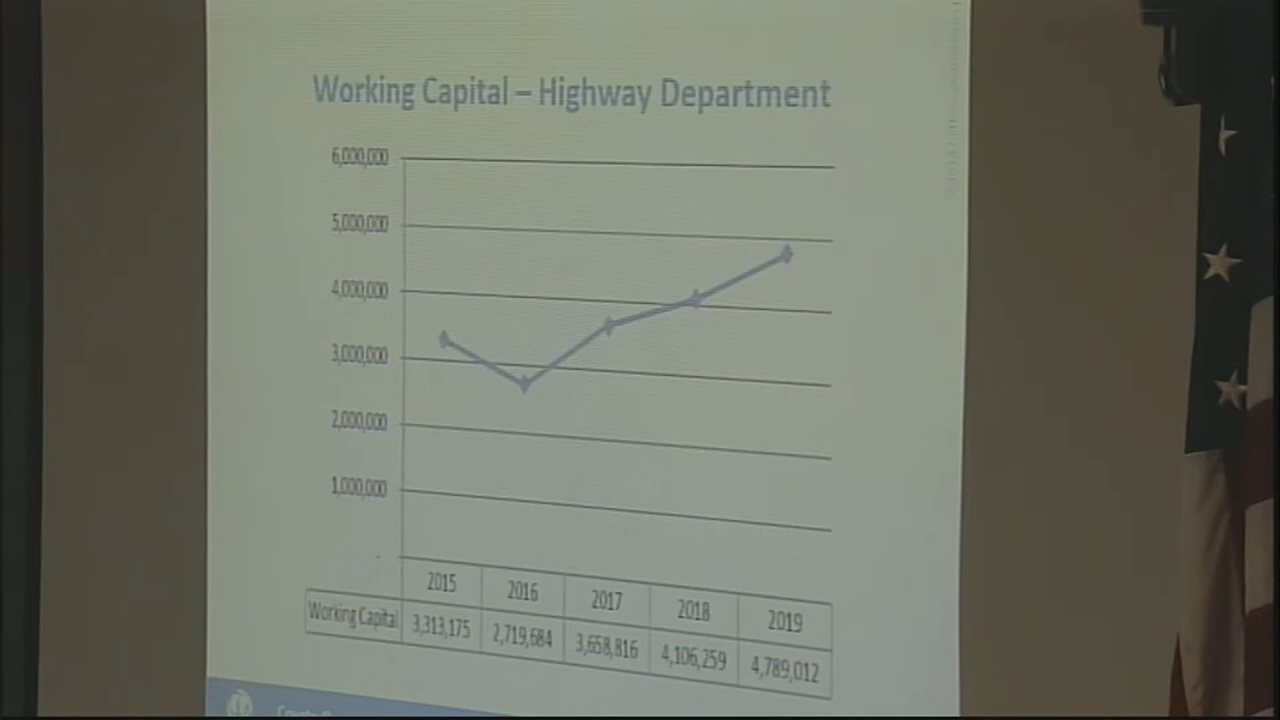 Working Capital – Highway Department
6,000,000
5,000,000
4,000,000
3,000,000
2,000,000
1,000,000
-
2015 2016 2017 2018 2019
Working Capital 3,313,175 2,719,684 3,658,816 4,106,259 4,789,012